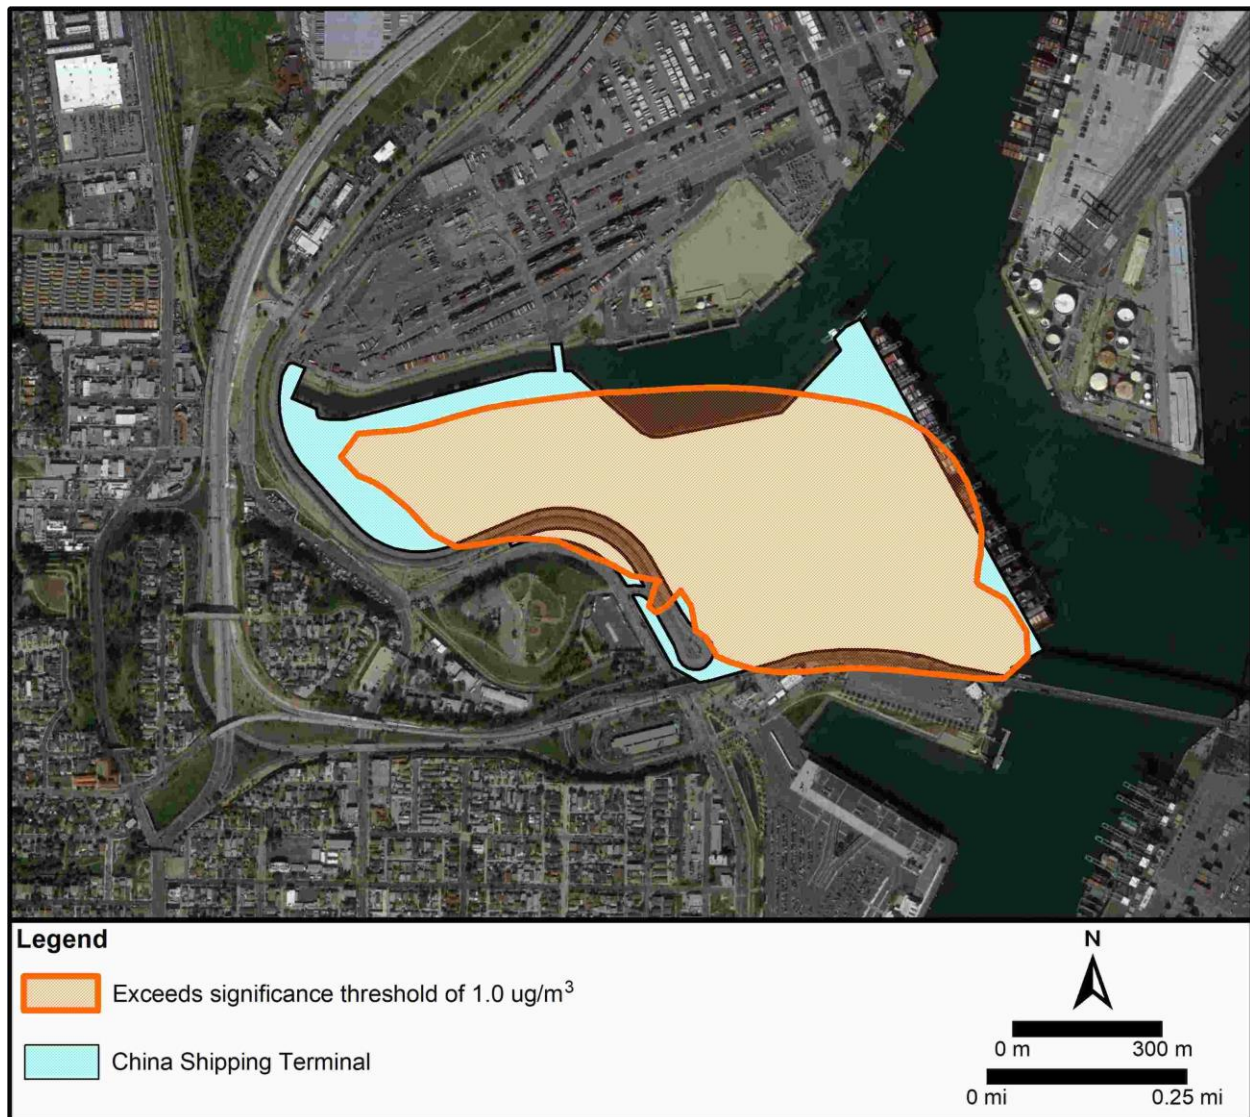 Legend
Exceeds significance threshold of 1.0 ug/m³
China Shipping Terminal
N
0 m 300 m
0 mi 0.25 mi